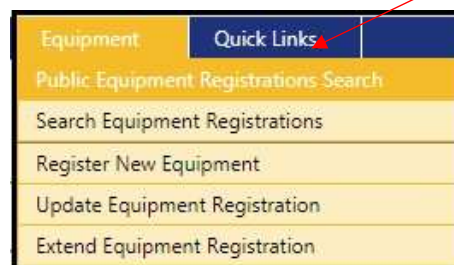 Equipment Quick Links
Public Equipment Registrations Search
Search Equipment Registrations
Register New Equipment
Update Equipment Registration
Extend Equipment Registration